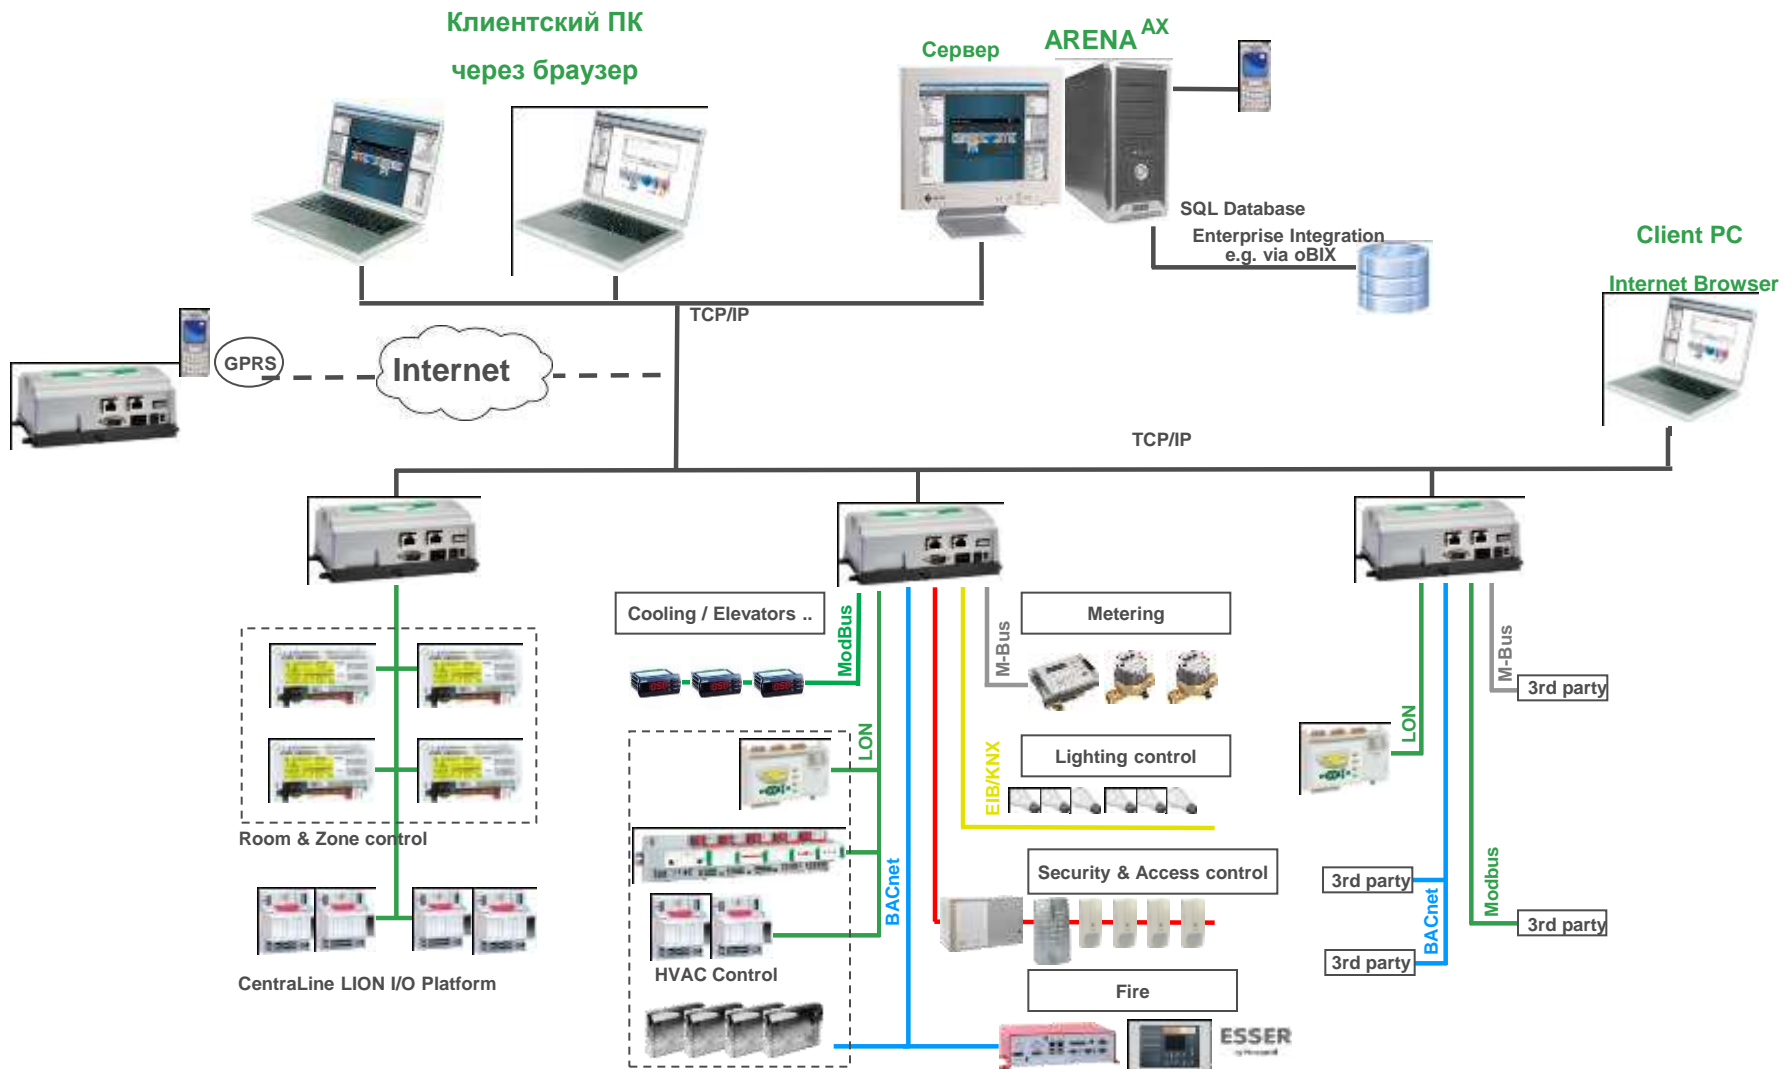 Клиентский ПК
через браузер
Сервер
ARENA AX
SQL Database
Enterprise Integration
e.g. via oBIX
Client PC
Internet Browser
TCP/IP
GPRS
Internet
TCP/IP
Cooling / Elevators ..
ModBus
M-Bus
Metering
M-Bus
3rd party
LON
LON
EIB/KNX
Lighting control
Room & Zone control
BACnet
Security & Access control
3rd party
BACnet
Modbus
3rd party
3rd party
HVAC Control
CentraLine LION I/O Platform
Fire
ESSER
by Honeywell